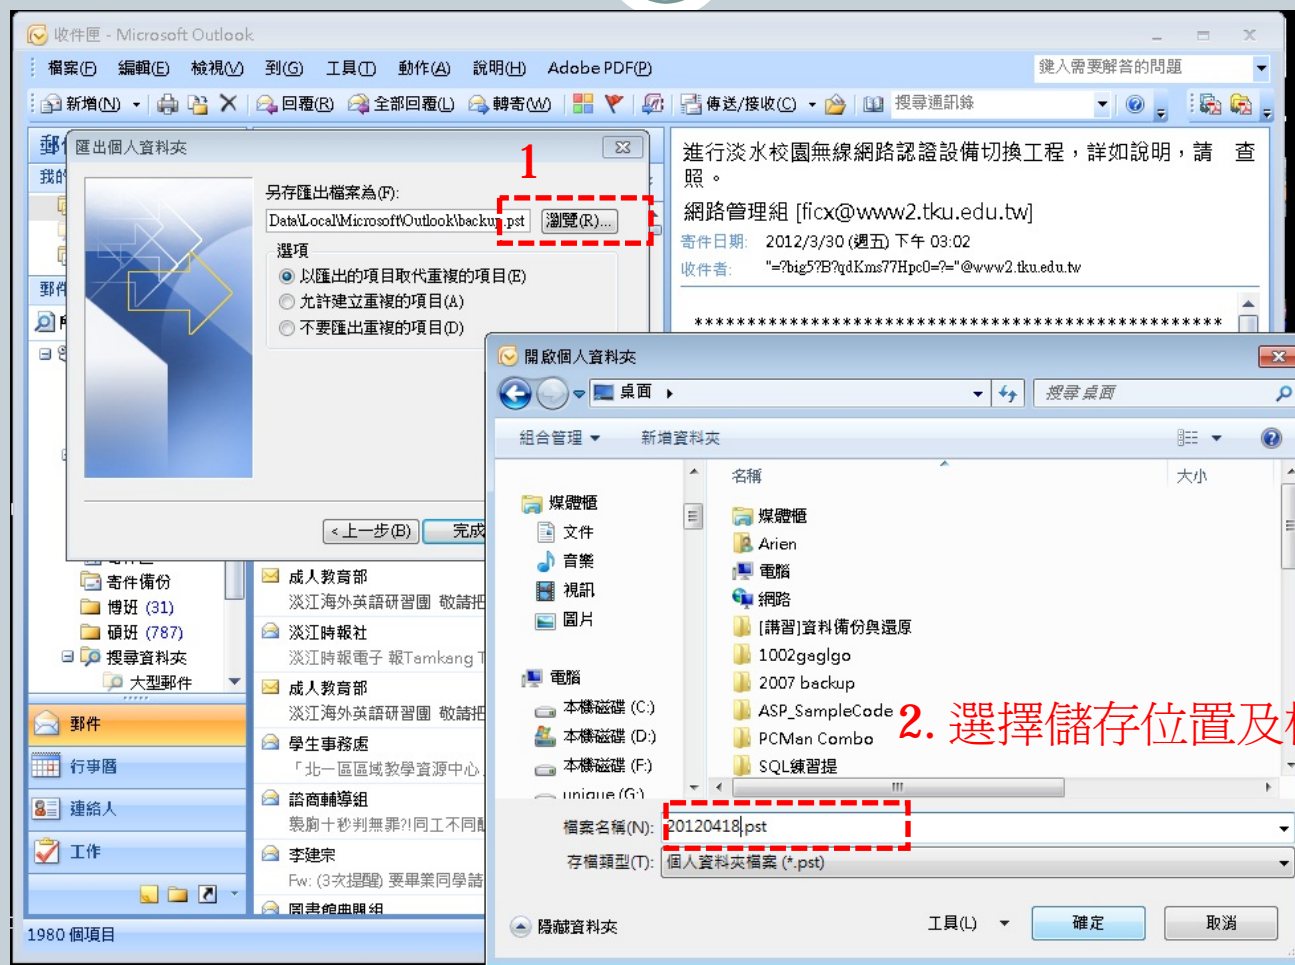 收件匣 - Microsoft Outlook
檔案(F) 編輯(E) 檢視(V) 到(G) 工具(T) 動作(A) 說明(H) Adobe PDF(P)
鍵入需要解答的問題
新增(N) 回覆(R) 全部回覆(L) 轉寄(W) 傳送/接收(C) 搜尋通訊錄
匯出個人資料夾
1
另存匯出檔案為(F):
Data\Local\Microsoft\Outlook\backup.pst 瀏覽(R)...
選項
以匯出的項目取代重複的項目(E)
允許建立重複的項目(A)
不要匯出重複的項目(D)
<上一步(B) 完成
進行淡水校園無線網路認證設備切換工程，詳如說明，請 查
照。
網路管理組 [ficx@www2.tku.edu.tw]
寄件日期: 2012/3/30 (週五) 下午 03:02
收件者: "=?big5?B?qdKms77Hpc0=?="@www2.tku.edu.tw
**************************************************
郵件
我的
寄件備份
博班 (31)
碩班 (787)
搜尋資料夾
大型郵件
郵件
行事曆
連絡人
工作
1980 個項目
成人教育部
淡江海外英語研習團 敬請把
淡江時報社
淡江時報電子 報Tamkang T
成人教育部
淡江海外英語研習團 敬請把
學生事務處
「北一區區域教學資源中心」
諮商輔導組
襲胸十秒判無罪?!同工不同酬
李建宗
Fw: (3次提醒) 要畢業同學請
圖書館典閱組
開啟個人資料夾
桌面
搜尋桌面
組合管理 新增資料夾
媒體櫃
文件
音樂
視訊
圖片
電腦
本機磁碟 (C:)
本機磁碟 (D:)
本機磁碟 (F:)
unique (G:)
名稱 大小
媒體櫃
Arien
電腦
網路
[講習]資料備份與還原
1002gaglgo
2007 backup
ASP_SampleCode
PCMan Combo
SQL練習提
2. 選擇儲存位置及
檔案名稱(N): 20120418.pst
存檔類型(T): 個人資料夾檔案 (*.pst)
隱藏資料夾 工具(L) 確定 取消